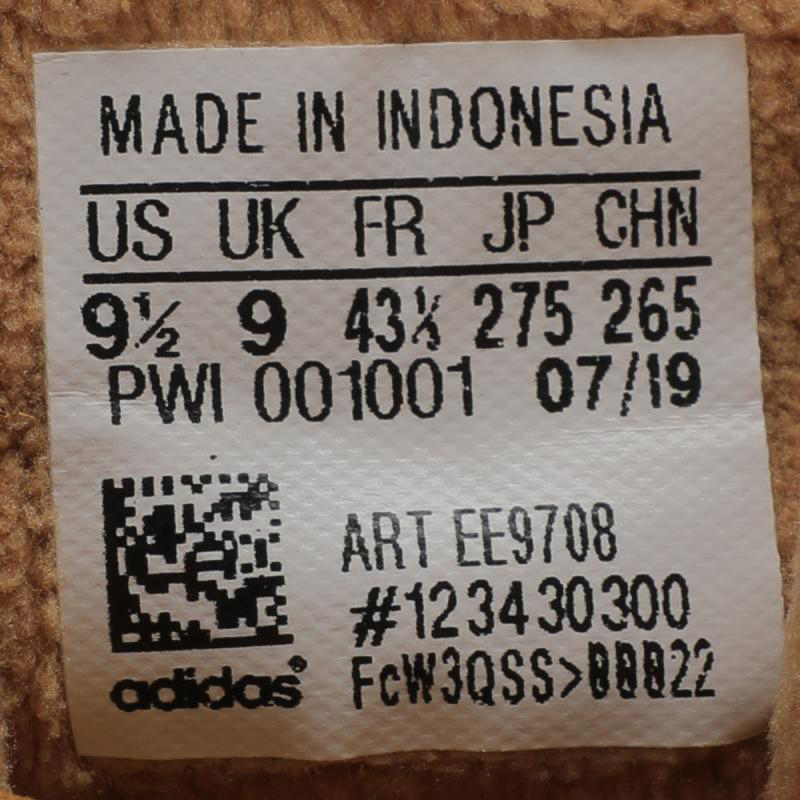 MADE IN INDONESIA
US UK FR JP CHN
9½ 9 43⅓ 275 265
PWI 001001 07/19
ART EE9708
#123430300
FcW3QSS>00022
adidas®